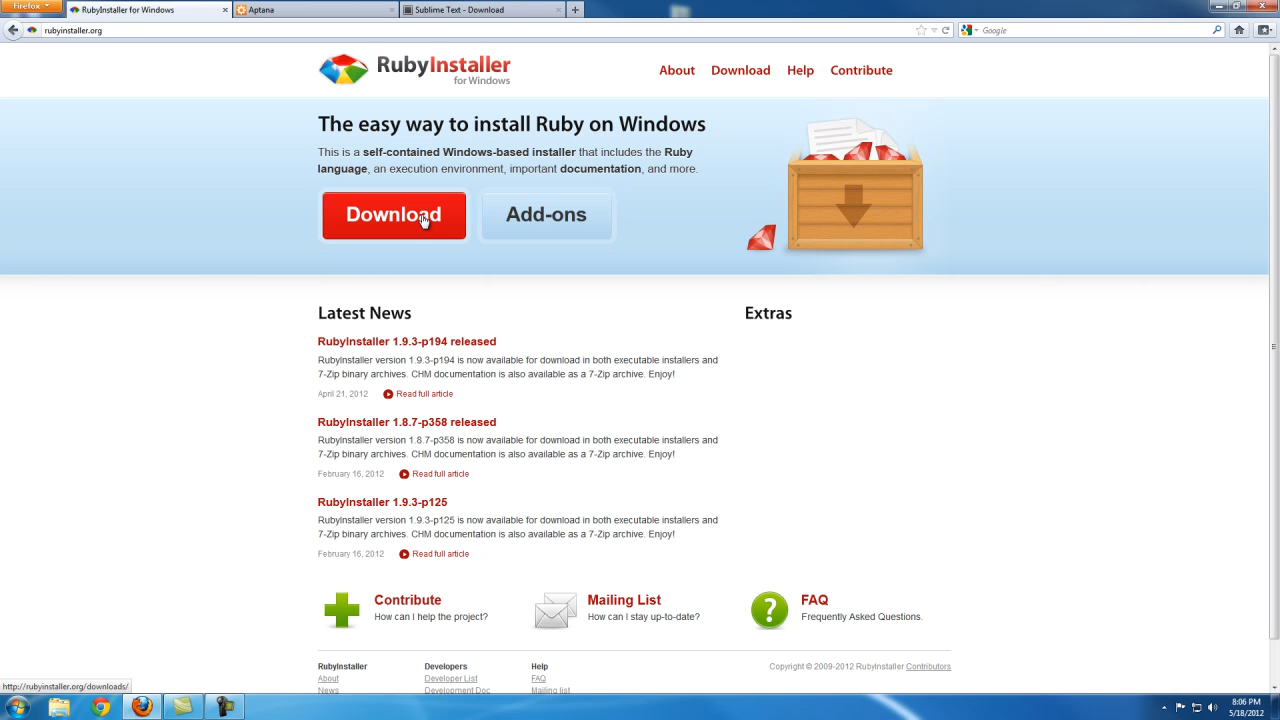 Firefox
RubyInstaller for Windows
Aptana
Sublime Text - Download
rubyinstaller.org
Google
RubyInstaller
for Windows
About
Download
Help
Contribute
The easy way to install Ruby on Windows
This is a self-contained Windows-based installer that includes the Ruby
language, an execution environment, important documentation, and more.
Download
Add-ons
Latest News
Extras
RubyInstaller 1.9.3-p194 released
RubyInstaller version 1.9.3-p194 is now available for download in both executable installers and
7-Zip binary archives. CHM documentation is also available as a 7-Zip archive. Enjoy!
April 21, 2012
Read full article
RubyInstaller 1.8.7-p358 released
RubyInstaller version 1.8.7-p358 is now available for download in both executable installers and
7-Zip binary archives. CHM documentation is also available as a 7-Zip archive. Enjoy!
February 16, 2012
Read full article
RubyInstaller 1.9.3-p125
RubyInstaller version 1.9.3-p125 is now available for download in both executable installers and
7-Zip binary archives. CHM documentation is also available as a 7-Zip archive. Enjoy!
February 16, 2012
Read full article
Contribute
How can I help the project?
Mailing List
How can I stay up-to-date?
FAQ
Frequently Asked Questions.
RubyInstaller
Developers
Help
Copyright © 2009-2012 RubyInstaller Contributors
About
Developer List
FAQ
News
Development Doc
Mailing list
http://rubyinstaller.org/downloads/
8:06 PM
5/18/2012